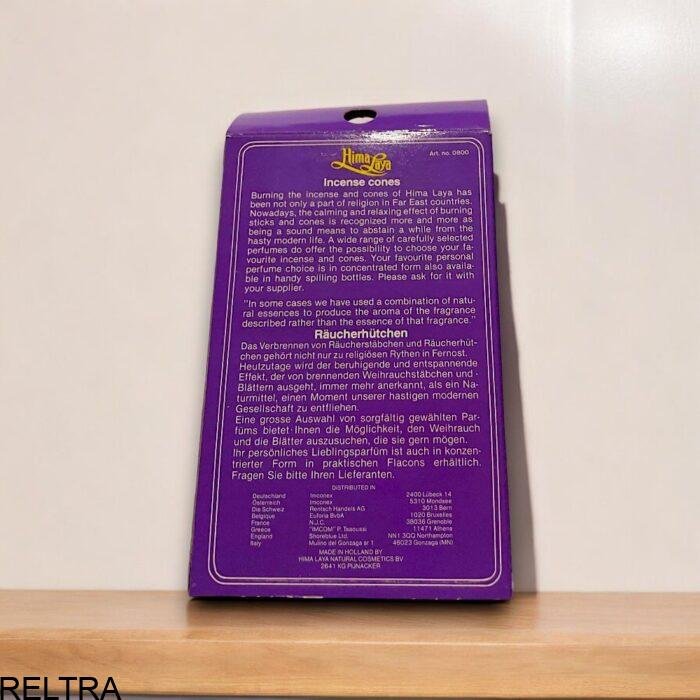 Hima Laya
Art. no. 0800
Incense cones
Burning the incense and cones of Hima Laya has
been not only a part of religion in Far East countries.
Nowadays, the calming and relaxing effect of burning
sticks and cones is recognized more and more as
being a sound means to abstain a while from the
hasty modern life. A wide range of carefully selected
perfumes do offer the possibility to choose your fa-
vourite incense and cones. Your favourite personal
perfume choice is in concentrated form also availa-
ble in handy spilling bottles. Please ask for it with
your supplier.
"In some cases we have used a combination of natu-
ral essences to produce the aroma of the fragrance
described rather than the essence of that fragrance."
Räucherhütchen
Das Verbrennen von Räucherstäbchen und Räucherhüt-
chen gehört nicht nur zu religiösen Rythen in Fernost.
Heutzutage wird der beruhigende und entspannende
Effekt, der von brennenden Weihrauchstäbchen und -
Blättern ausgeht, immer mehr anerkannt, als ein Na-
turmittel, einen Moment unserer hastigen modernen
Gesellschaft zu entfliehen.
Eine grosse Auswahl von sorgfältig gewählten Par-
füms bietet Ihnen die Möglichkeit, den Weihrauch
und die Blätter auszusuchen, die sie gern mögen.
Ihr persönliches Lieblingsparfüm ist auch in konzen-
trierter Form in praktischen Flacons erhältlich.
Fragen Sie bitte Ihren Lieferanten.
DISTRIBUTED IN
Deutschland Imconex 2400 Lübeck 14
Österreich Imconex 5310 Mondsee
Die Schweiz Rentsch Handels AG 3013 Bern
Belgique Euforia BvbA 1020 Bruxelles
France N.J.C. 38036 Grenoble
Greece "IMCOM" P. Tsaoussi 11471 Athena
England Shoreblue Ltd. NN1 3QQ Northampton
Italy Mulino del Gonzaga sr 1 46023 Gonzaga (MN)
MADE IN HOLLAND BY
HIMA LAYA NATURAL COSMETICS BV
2641 KG PIJNACKER
RELTRA